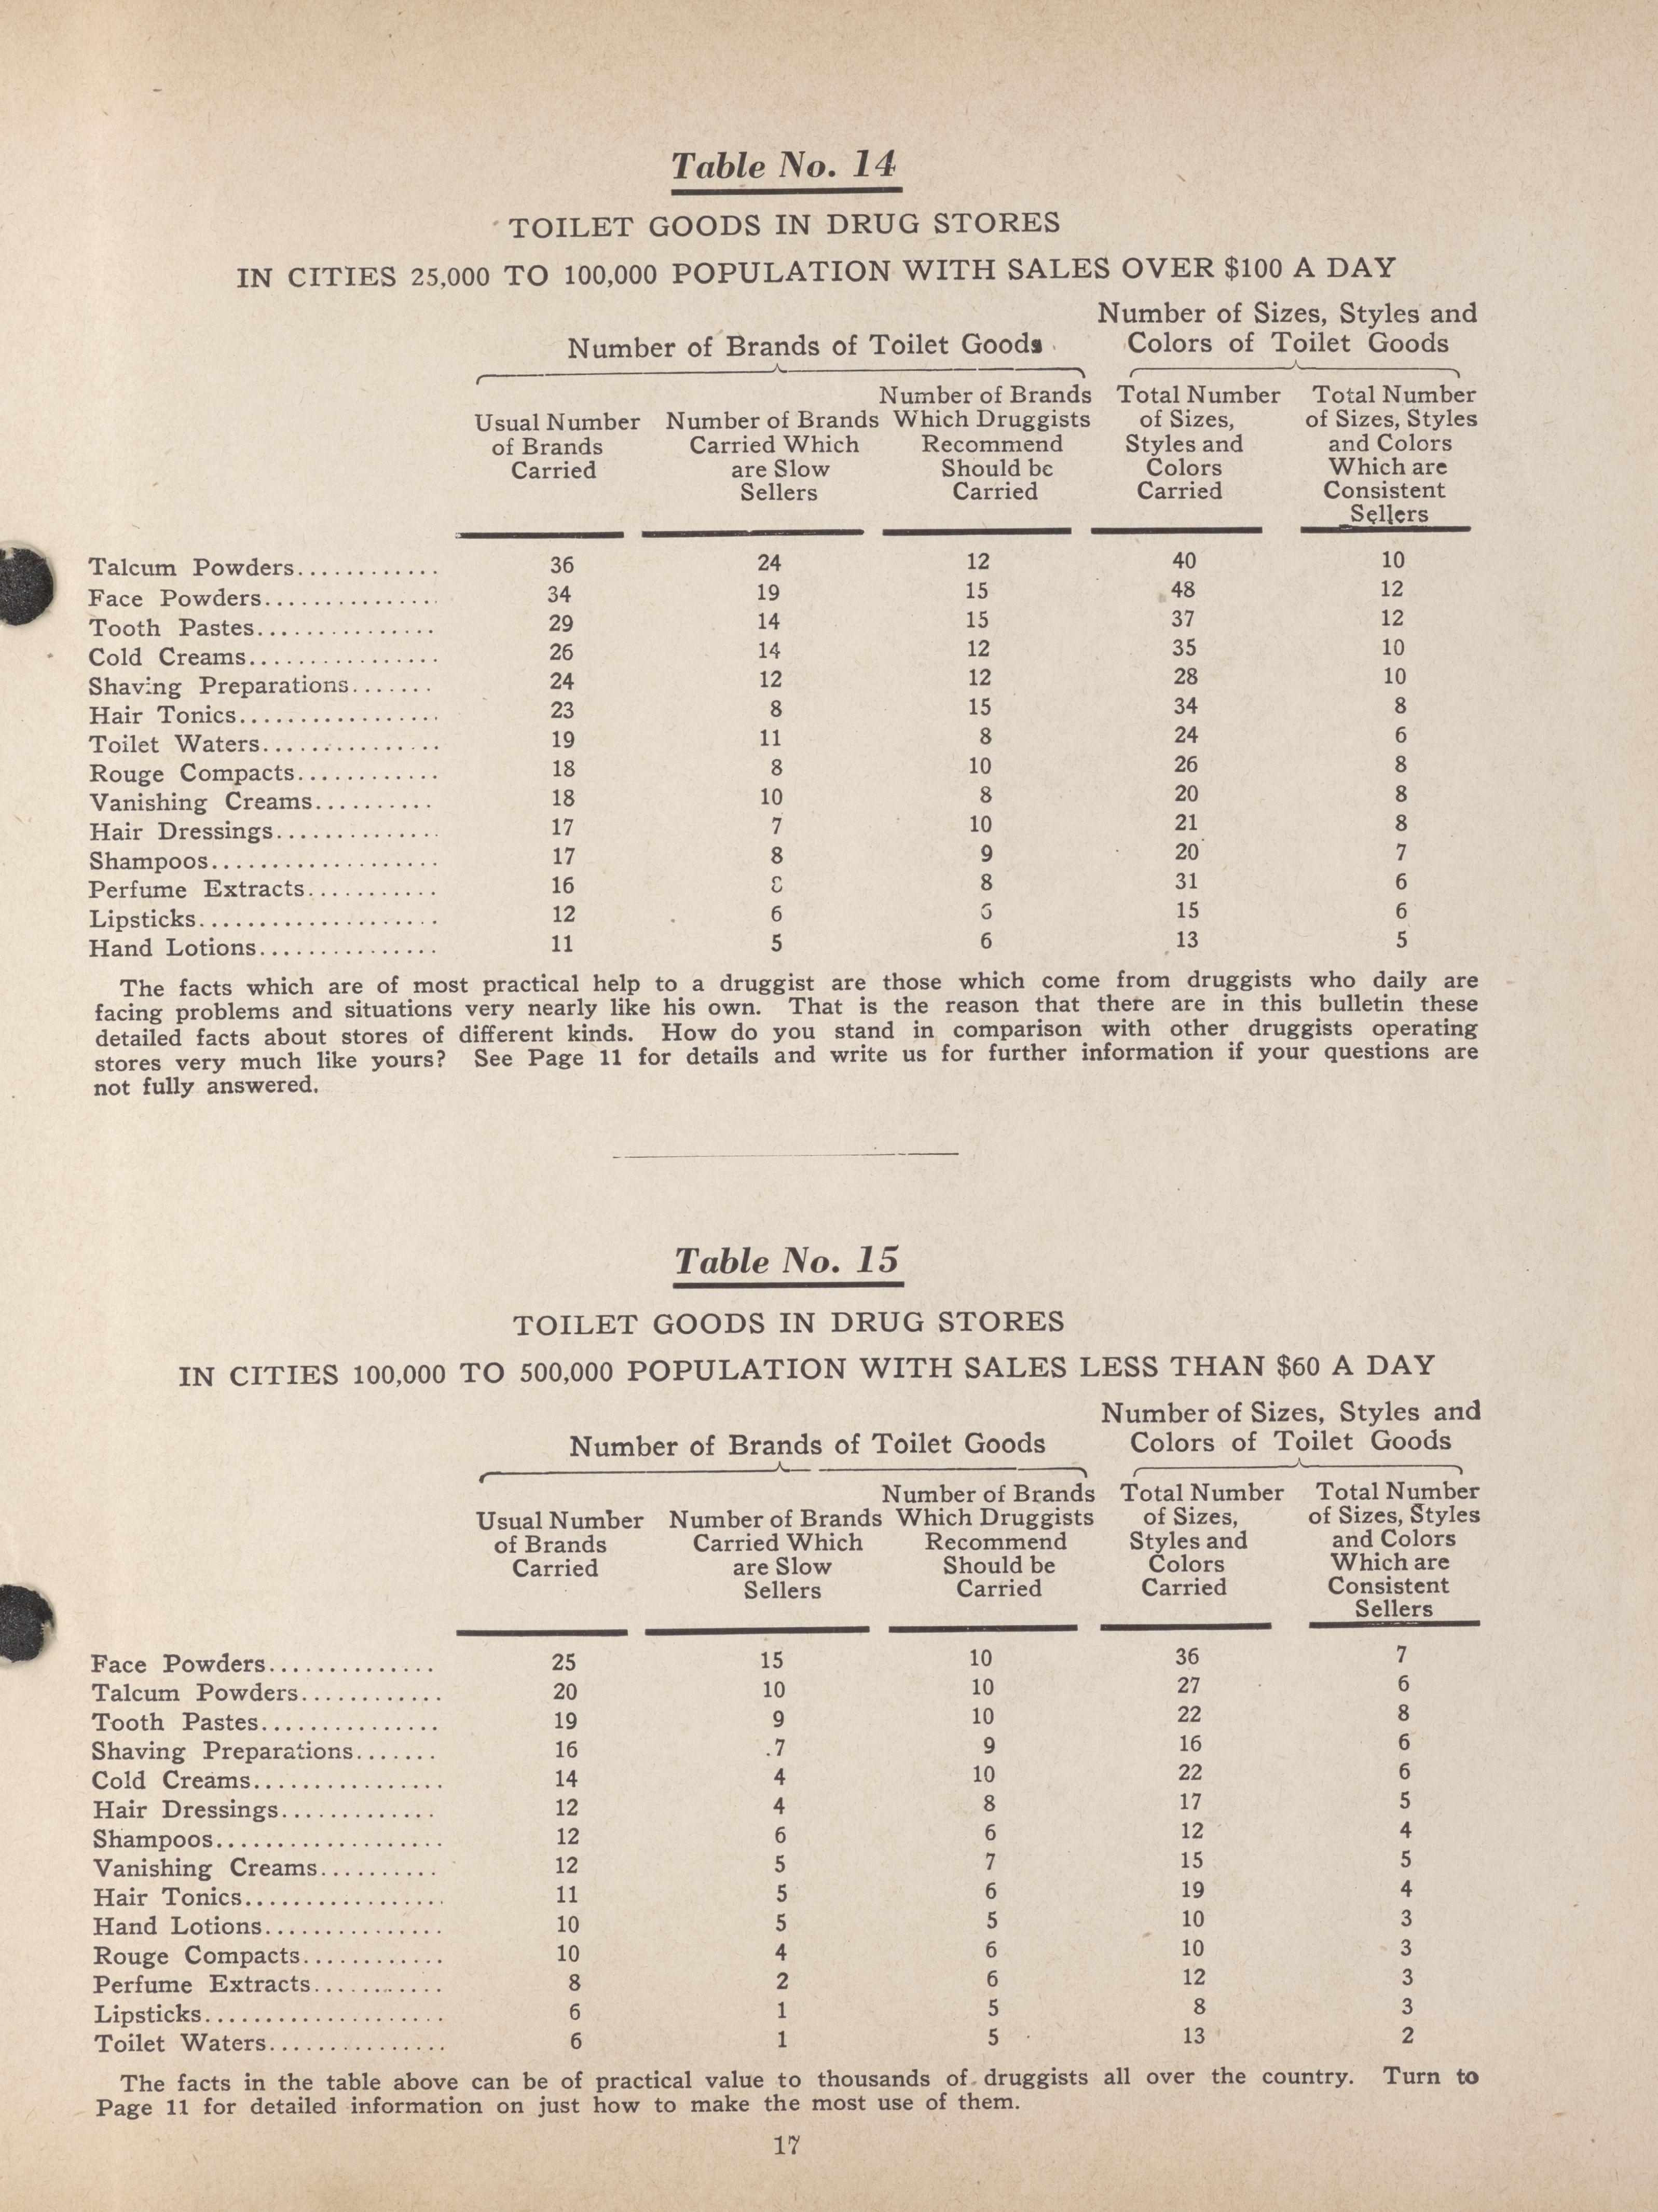 Table No. 14
TOILET GOODS IN DRUG STORES
IN CITIES 25,000 TO 100,000 POPULATION WITH SALES OVER $100 A DAY
Number of Brands of Toilet Goods
Number of Sizes, Styles and
Colors of Toilet Goods
Usual Number
of Brands
Carried
Number of Brands
Carried Which
are Slow
Sellers
Number of Brands
Which Druggists
Recommend
Should be
Carried
Total Number
of Sizes,
Styles and
Colors
Carried
Total Number
of Sizes, Styles
and Colors
Which are
Consistent
Sellers
Talcum Powders............ 36 24 12 40 10
Face Powders............... 34 19 15 48 12
Tooth Pastes............... 29 14 15 37 12
Cold Creams................ 26 14 12 35 10
Shaving Preparations....... 24 12 12 28 10
Hair Tonics................. 23 8 15 34 8
Toilet Waters............... 19 11 8 24 6
Rouge Compacts............ 18 8 10 26 8
Vanishing Creams.......... 18 10 8 20 8
Hair Dressings.............. 17 7 10 21 8
Shampoos.................... 17 8 9 20 7
Perfume Extracts........... 16 8 8 31 6
Lipsticks..................... 12 6 6 15 6
Hand Lotions............... 11 5 6 13 5
The facts which are of most practical help to a druggist are those which come from druggists who daily are
facing problems and situations very nearly like his own. That is the reason that there are in this bulletin these
detailed facts about stores of different kinds. How do you stand in comparison with other druggists operating
stores very much like yours? See Page 11 for details and write us for further information if your questions are
not fully answered.
Table No. 15
TOILET GOODS IN DRUG STORES
IN CITIES 100,000 TO 500,000 POPULATION WITH SALES LESS THAN $60 A DAY
Number of Brands of Toilet Goods
Number of Sizes, Styles and
Colors of Toilet Goods
Usual Number
of Brands
Carried
Number of Brands
Carried Which
are Slow
Sellers
Number of Brands
Which Druggists
Recommend
Should be
Carried
Total Number
of Sizes,
Styles and
Colors
Carried
Total Number
of Sizes, Styles
and Colors
Which are
Consistent
Sellers
Face Powders.............. 25 15 10 36 7
Talcum Powders............ 20 10 10 27 6
Tooth Pastes............... 19 9 10 22 8
Shaving Preparations....... 16 7 9 16 6
Cold Creams................ 14 4 10 22 6
Hair Dressings............. 12 4 8 17 5
Shampoos.................... 12 6 6 12 4
Vanishing Creams.......... 12 5 7 15 5
Hair Tonics................. 11 5 6 19 4
Hand Lotions............... 10 5 5 10 3
Rouge Compacts............ 10 4 6 10 3
Perfume Extracts........... 8 2 6 12 3
Lipsticks.................... 6 1 5 8 3
Toilet Waters............... 6 1 5 13 2
The facts in the table above can be of practical value to thousands of druggists all over the country. Turn to
Page 11 for detailed information on just how to make the most use of them.
17